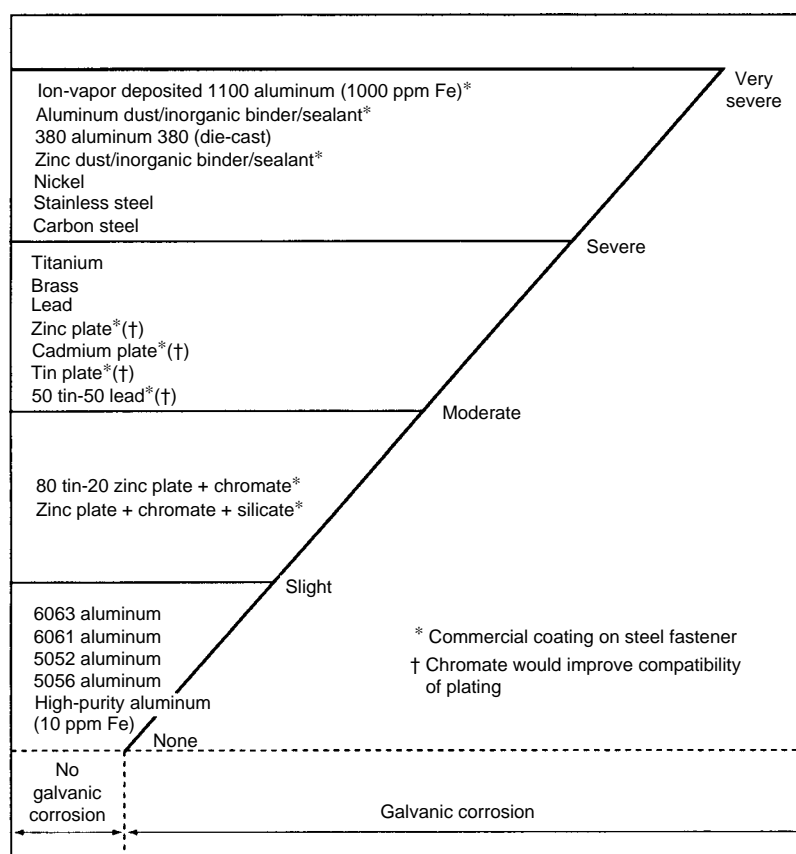 Ion-vapor deposited 1100 aluminum (1000 ppm Fe)*
Aluminum dust/inorganic binder/sealant*
380 aluminum 380 (die-cast)
Zinc dust/inorganic binder/sealant*
Nickel
Stainless steel
Carbon steel
Very
severe
Severe
Titanium
Brass
Lead
Zinc plate*(†)
Cadmium plate*(†)
Tin plate*(†)
50 tin-50 lead*(†)
Moderate
80 tin-20 zinc plate + chromate*
Zinc plate + chromate + silicate*
Slight
6063 aluminum
6061 aluminum
5052 aluminum
5056 aluminum
High-purity aluminum
(10 ppm Fe)
None
* Commercial coating on steel fastener
† Chromate would improve compatibility
of plating
No
galvanic
corrosion
Galvanic corrosion